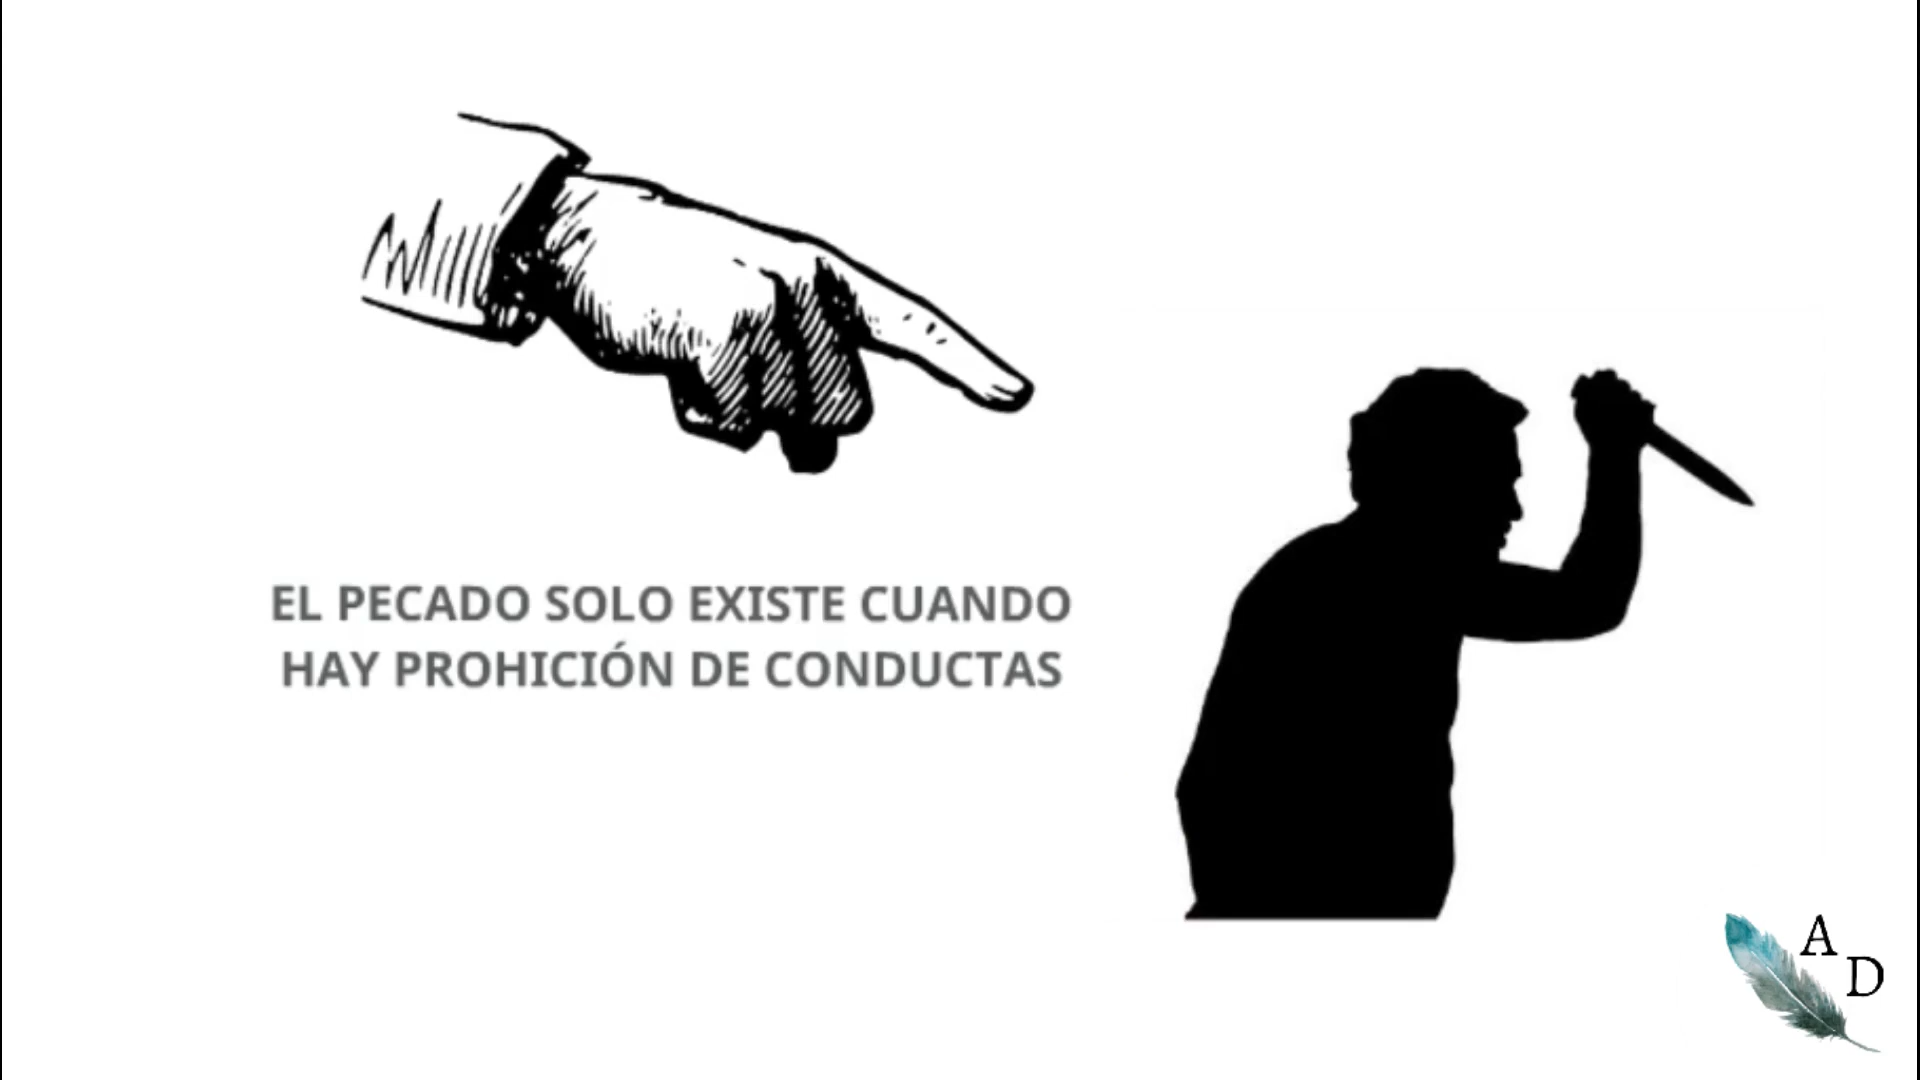 EL PECADO SOLO EXISTE CUANDO
HAY PROHICIÓN DE CONDUCTAS
A
D